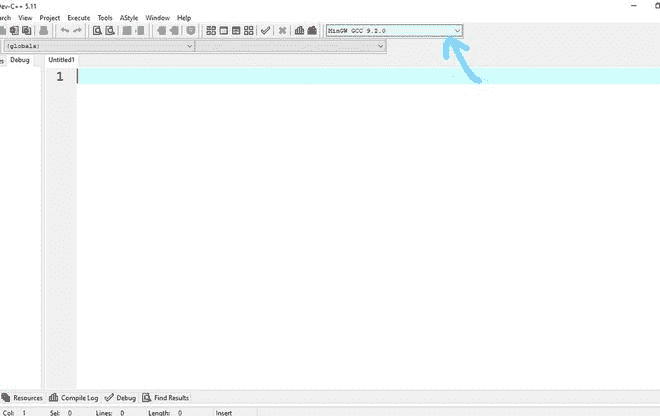 Dev-C++ 5.11
arch View Project Execute Tools AStyle Window Help
MinGW GCC 9.2.0
(globals)
es Debug Untitled1
1
Resources Compile Log Debug Find Results
Col: 1 Sel: 0 Lines: 0 Length: 0 Insert